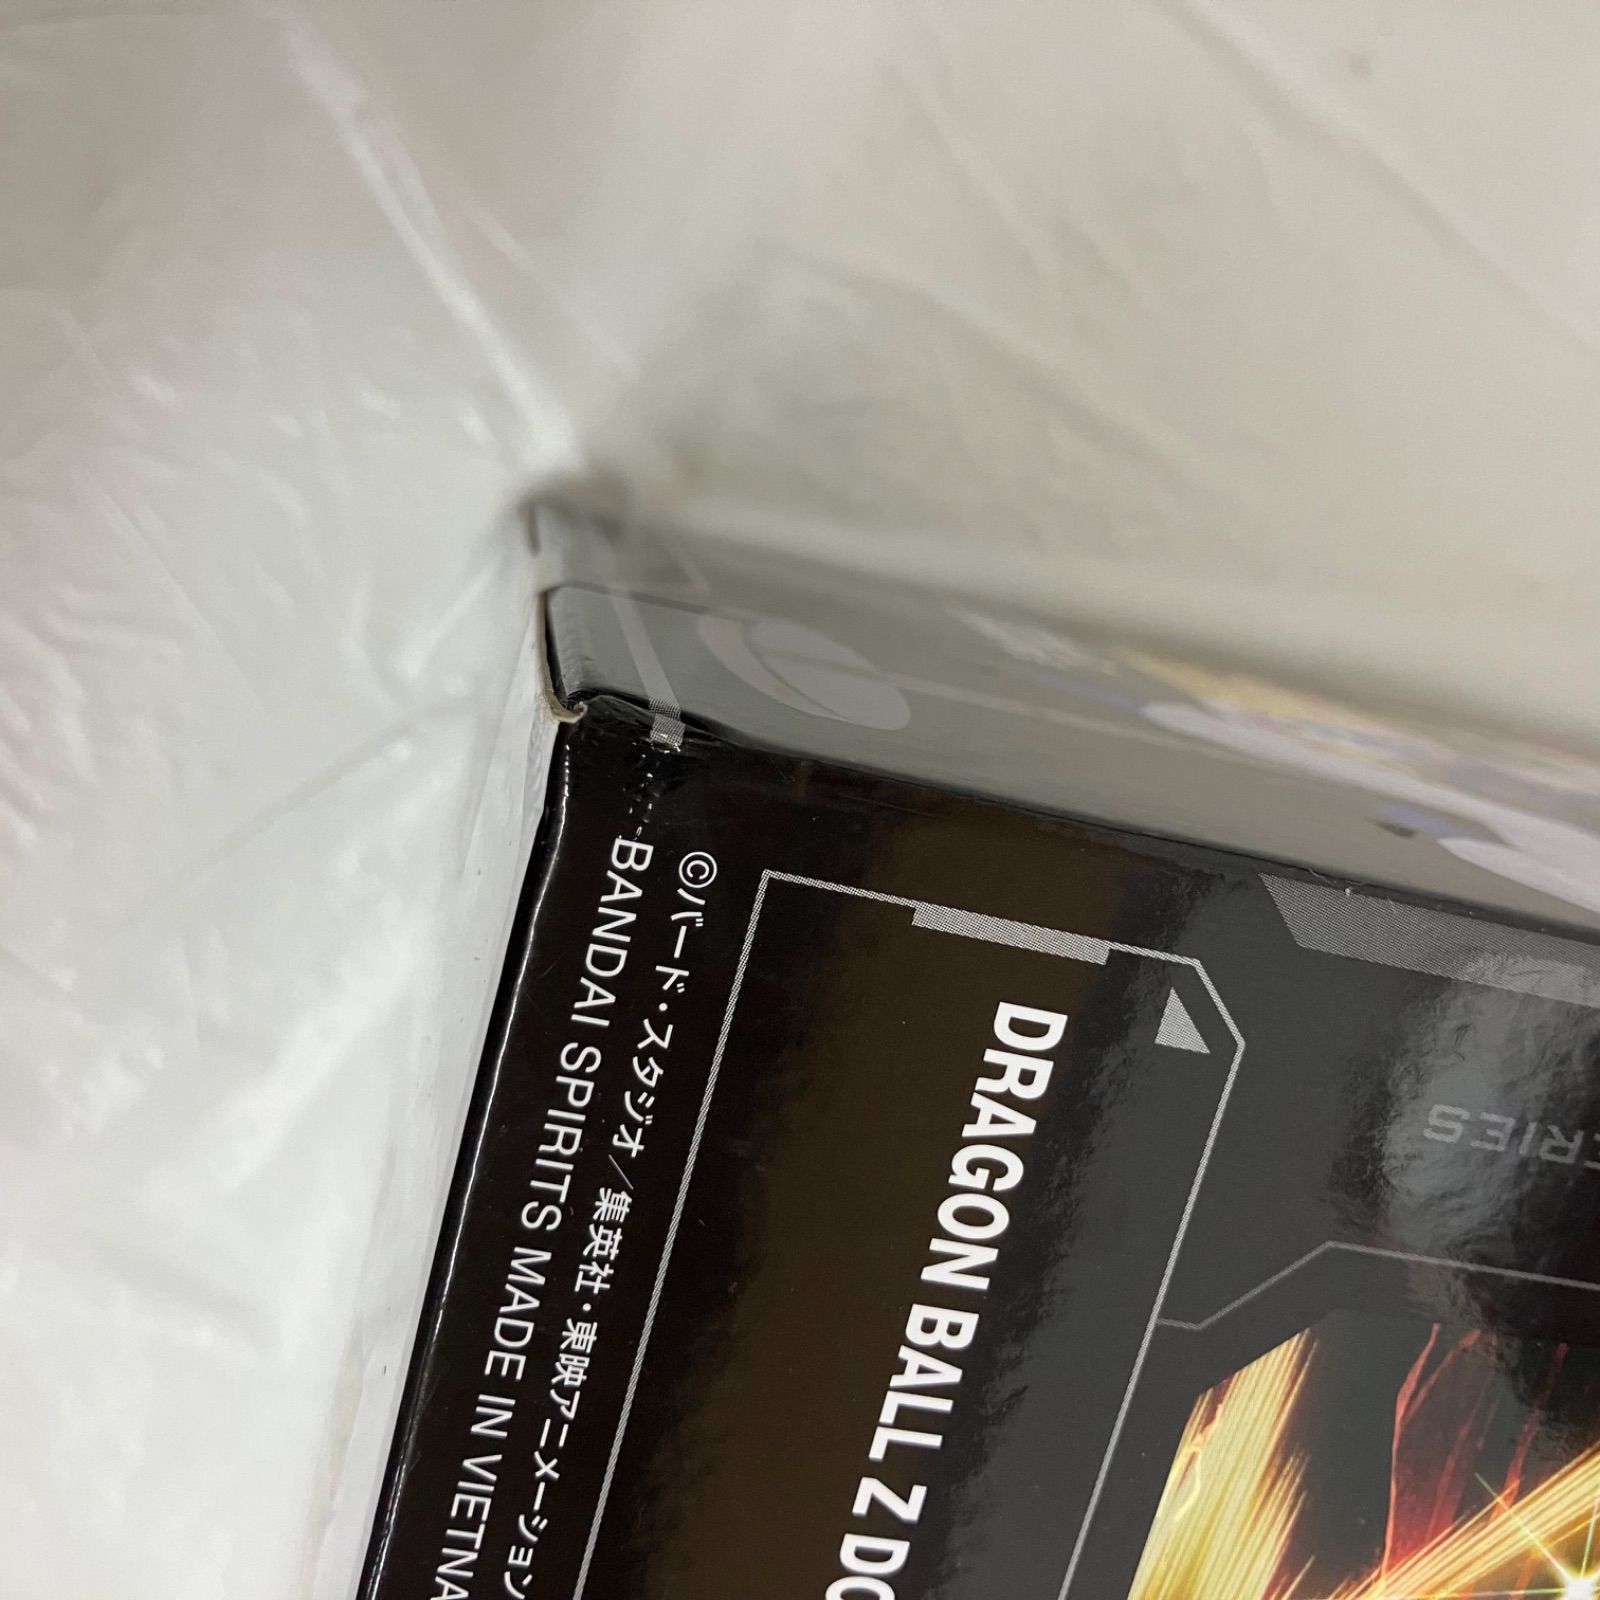 ©バード・スタジオ/集英社・東映アニメーション
BANDAI SPIRITS MADE IN
DRAGON BALL Z